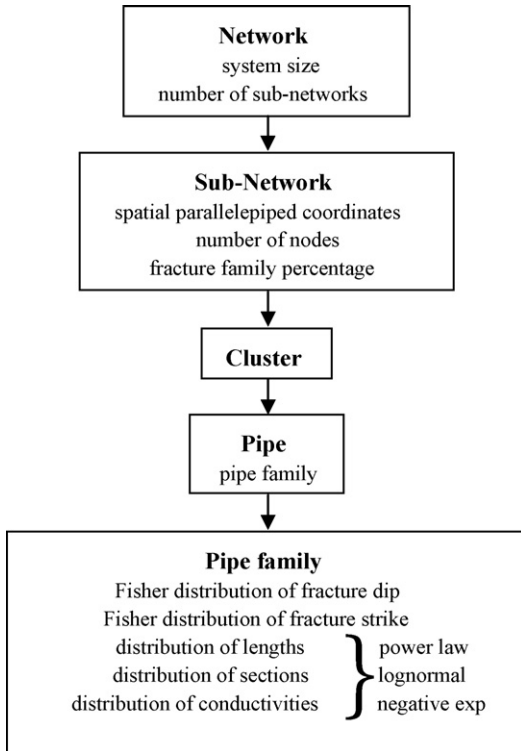 Network
system size
number of sub-networks
Sub-Network
spatial parallelepiped coordinates
number of nodes
fracture family percentage
Cluster
Pipe
pipe family
Pipe family
Fisher distribution of fracture dip
Fisher distribution of fracture strike
distribution of lengths } power law
distribution of sections } lognormal
distribution of conductivities } negative exp